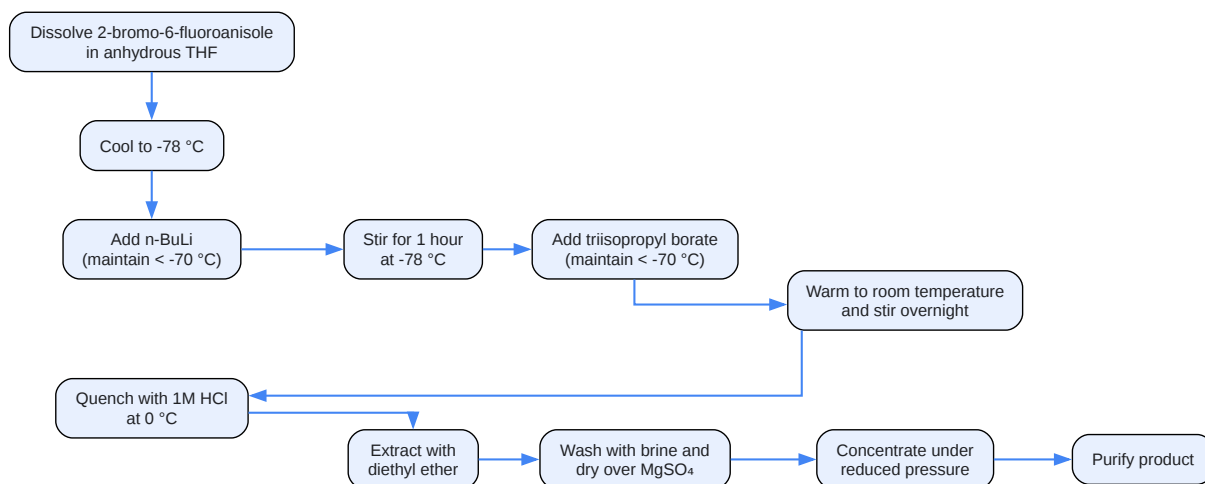 Dissolve 2-bromo-6-fluoroanisole
in anhydrous THF
Cool to -78 °C
Add n-BuLi
(maintain < -70 °C)
Stir for 1 hour
at -78 °C
Add triisopropyl borate
(maintain < -70 °C)
Warm to room temperature
and stir overnight
Quench with 1M HCl
at 0 °C
Extract with
diethyl ether
Wash with brine and
dry over MgSO₄
Concentrate under
reduced pressure
Purify product